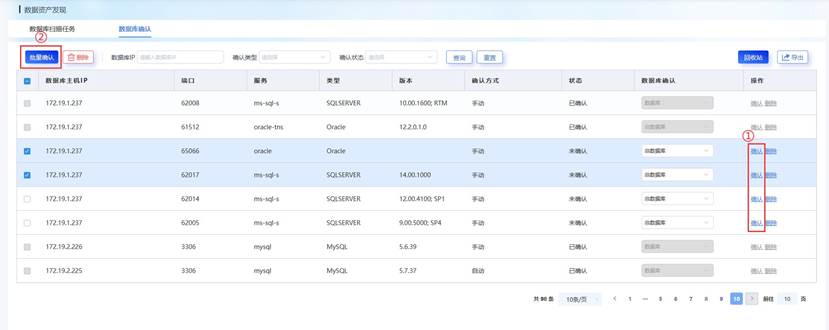 数据资产发现
数据库扫描任务 数据库确认
②
批量确认 删除 数据库IP 请输入数据库IP 确认类型 请选择 确认状态 请选择 查询 重置 回收站 导出
数据库主机IP 端口 服务 类型 版本 确认方式 状态 数据库确认 操作
172.19.1.237 62008 ms-sql-s SQLSERVER 10.00.1600; RTM 手动 已确认 数据库 确认 删除
172.19.1.237 61512 oracle-tns Oracle 12.2.0.1.0 手动 已确认 数据库 确认 删除
①
172.19.1.237 65066 oracle Oracle 手动 未确认 非数据库 确认 删除
172.19.1.237 62017 ms-sql-s SQLSERVER 14.00.1000 手动 未确认 非数据库 确认 删除
172.19.1.237 62014 ms-sql-s SQLSERVER 12.00.4100; SP1 手动 未确认 非数据库 确认 删除
172.19.1.237 62005 ms-sql-s SQLSERVER 9.00.5000; SP4 手动 未确认 非数据库 确认 删除
172.19.2.226 3306 mysql MySQL 5.6.39 手动 已确认 数据库 确认 删除
172.19.2.225 3306 mysql MySQL 5.7.37 自动 已确认 数据库 确认 删除
共 98 条 10条/页 < 1 ··· 5 6 7 8 9 10 > 前往 10 页